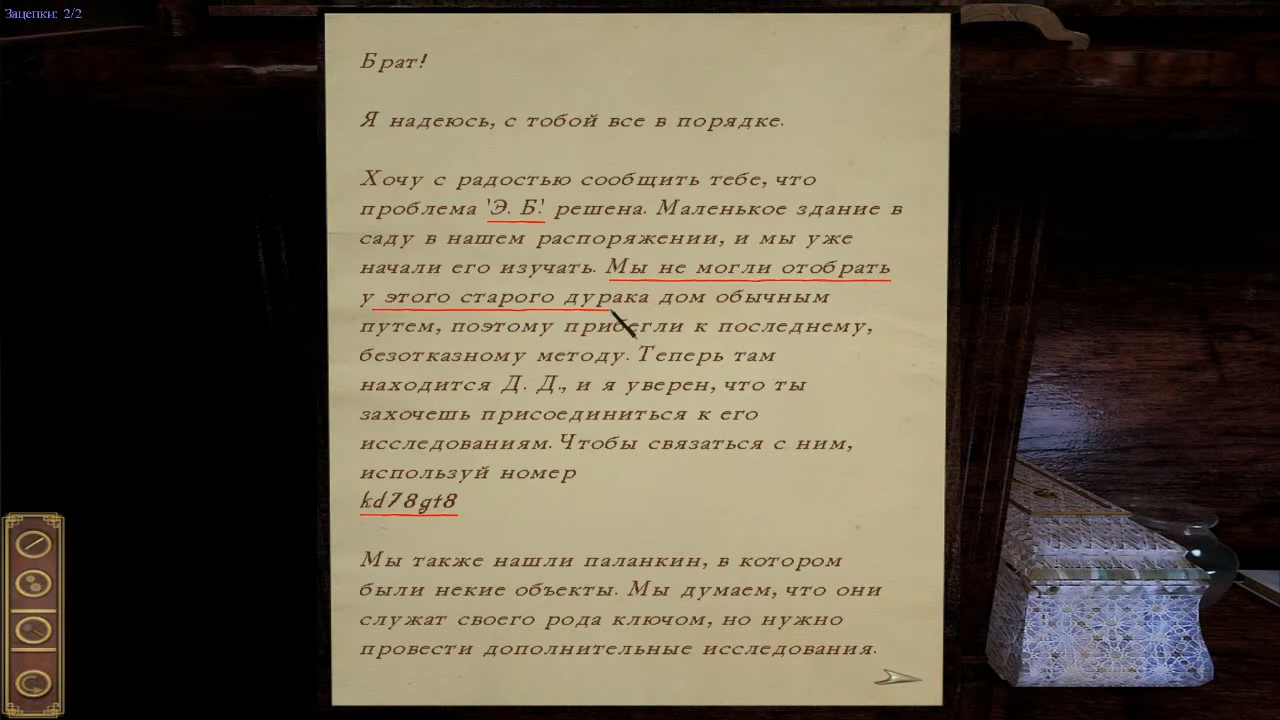 Зацепки: 2/2
Брат!
Я надеюсь, с тобой все в порядке.
Хочу с радостью сообщить тебе, что
проблема 'Э. Б.' решена. Маленькое здание в
саду в нашем распоряжении, и мы уже
начали его изучать. Мы не могли отобрать
у этого старого дурака дом обычным
путем, поэтому прибегли к последнему,
безотказному методу. Теперь там
находится Д. Д., и я уверен, что ты
захочешь присоединиться к его
исследованиям. Чтобы связаться с ним,
используй номер
kd78gt8
Мы также нашли паланкин, в котором
были некие объекты. Мы думаем, что они
служат своего рода ключом, но нужно
провести дополнительные исследования.